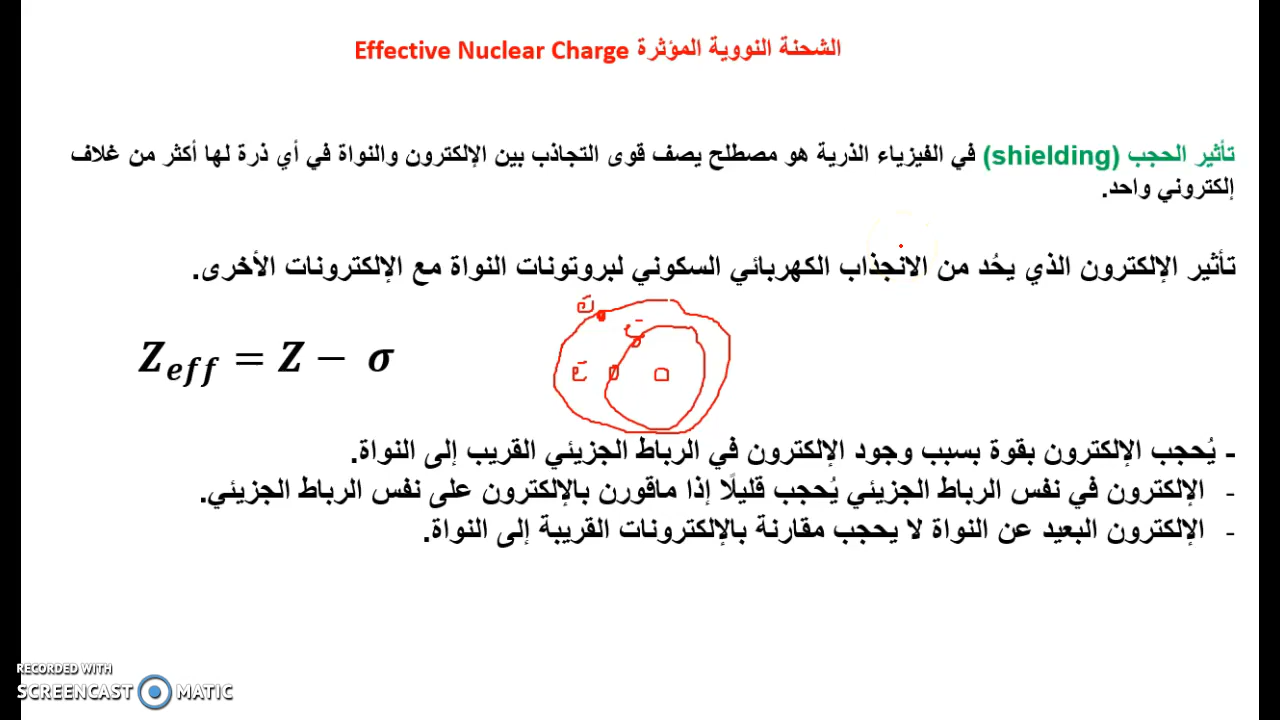 الشحنة النووية المؤثرة Effective Nuclear Charge
تأثير الحجب (shielding) في الفيزياء الذرية هو مصطلح يصف قوى التجاذب بين الإلكترون والنواة في أي ذرة لها أكثر من غلاف
إلكتروني واحد.
تأثير الإلكترون الذي يحُد من الانجذاب الكهربائي السكوني لبروتونات النواة مع الإلكترونات الأخرى.
Z_eff = Z − σ
- يُحجب الإلكترون بقوة بسبب وجود الإلكترون في الرباط الجزيئي القريب إلى النواة.
- الإلكترون في نفس الرباط الجزيئي يُحجب قليلًا إذا ماقورن بالإلكترون على نفس الرباط الجزيئي.
- الإلكترون البعيد عن النواة لا يحجب مقارنة بالإلكترونات القريبة إلى النواة.
RECORDED WITH
SCREENCAST MATIC